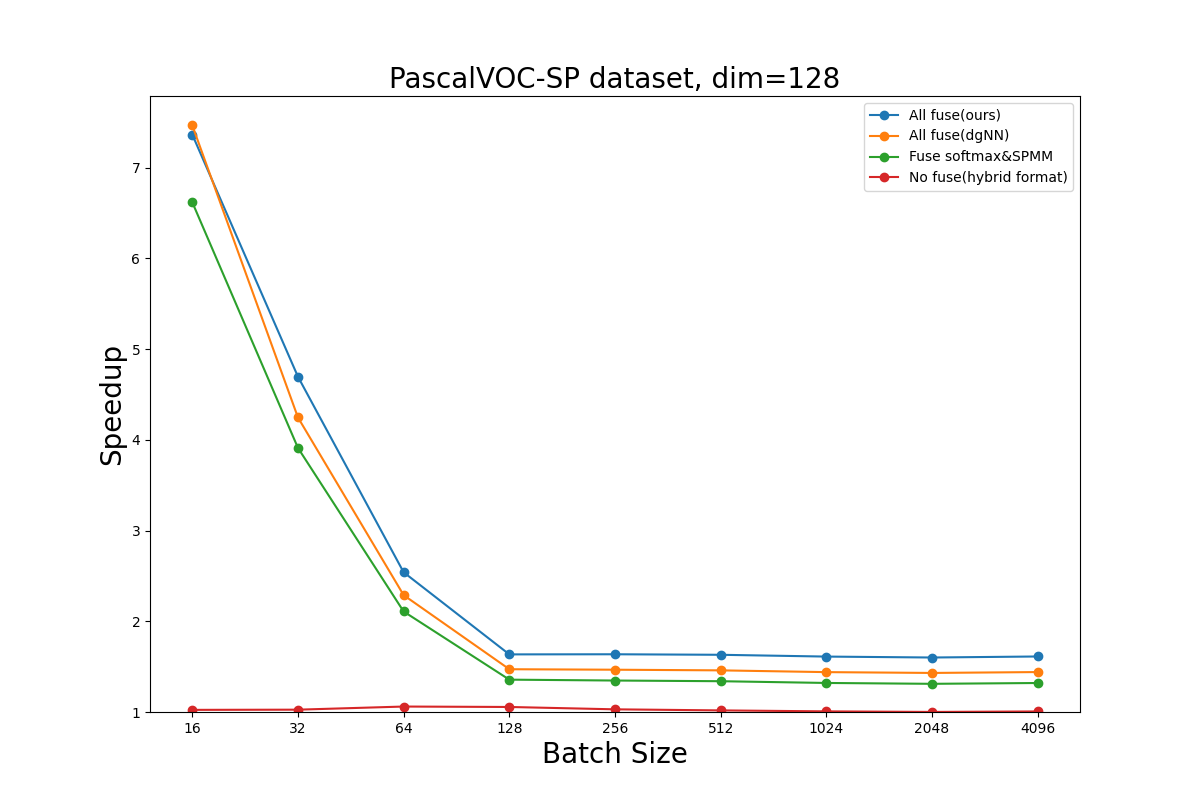 PascalVOC-SP dataset, dim=128
All fuse(ours)
All fuse(dgNN)
Fuse softmax&SPMM
No fuse(hybrid format)
Speedup
7
6
5
4
3
2
1
16 32 64 128 256 512 1024 2048 4096
Batch Size